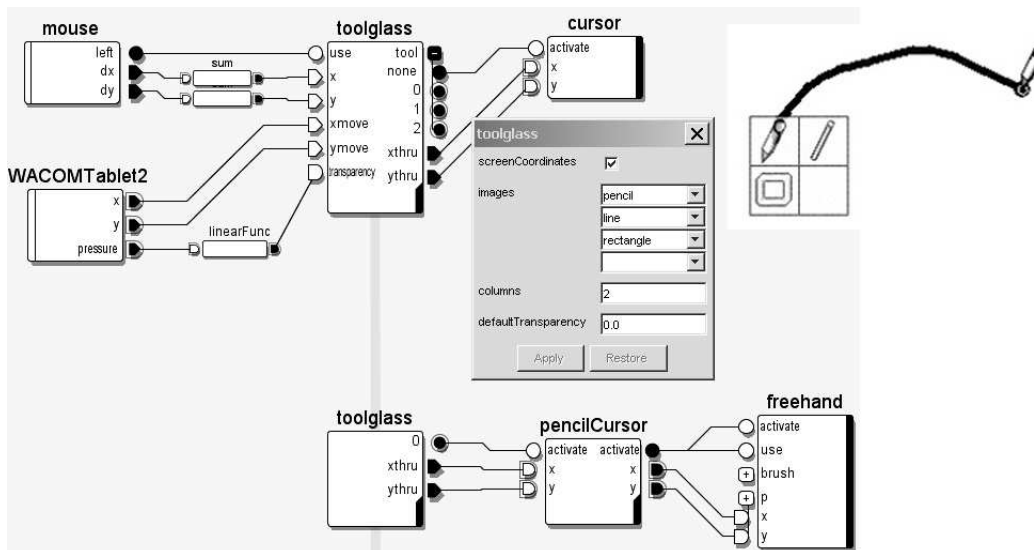 mouse
left
dx
dy
sum
toolglass
use
x
y
xmove
ymove
transparency
tool
none
0
1
2
xthru
ythru
cursor
activate
x
y
WACOMTablet2
x
y
pressure
linearFunc
toolglass
screenCoordinates
images
pencil
line
rectangle
columns
2
defaultTransparency
0.0
Apply
Restore
toolglass
0
xthru
ythru
pencilCursor
activate activate
x x
y y
freehand
activate
use
brush
p
x
y